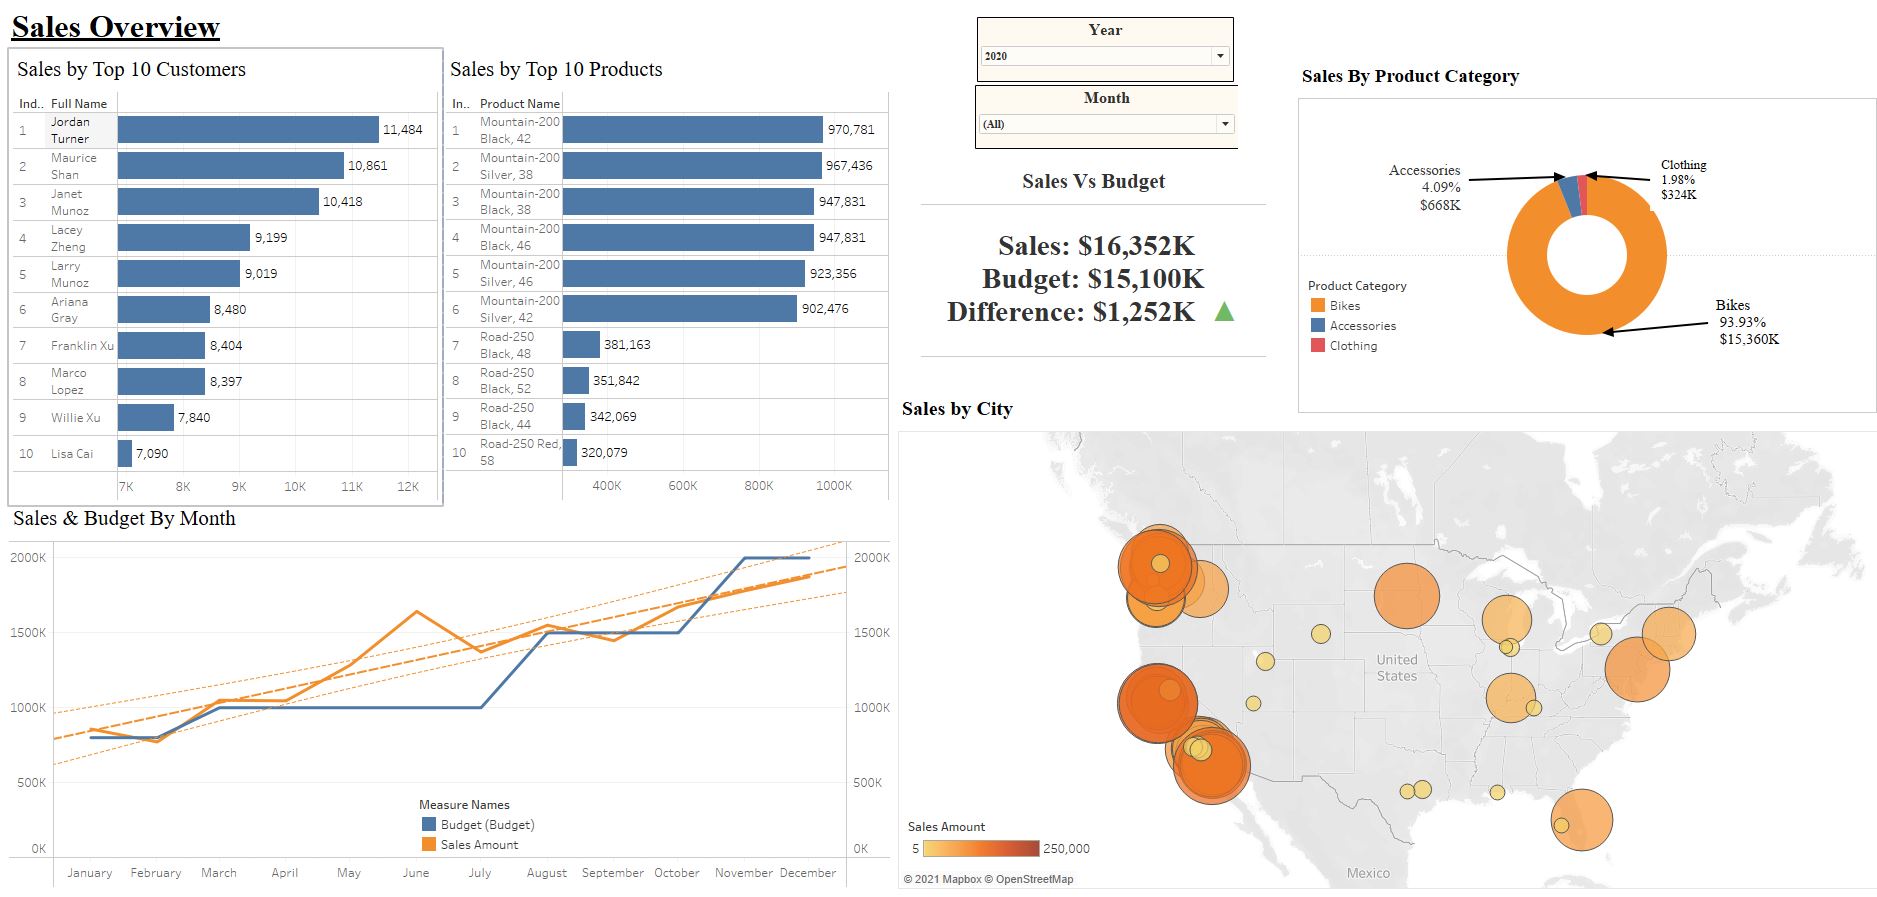 Sales Overview
Sales by Top 10 Customers
Ind.. Full Name
1 Jordan
Turner 11,484
2 Maurice
Shan 10,861
3 Janet
Munoz 10,418
4 Lacey
Zheng 9,199
5 Larry
Munoz 9,019
6 Ariana
Gray 8,480
7 Franklin Xu 8,404
8 Marco
Lopez 8,397
9 Willie Xu 7,840
10 Lisa Cai 7,090
7K 8K 9K 10K 11K 12K
Sales by Top 10 Products
In.. Product Name
1 Mountain-200
Black, 42 970,781
2 Mountain-200
Silver, 38 967,436
3 Mountain-200
Black, 38 947,831
4 Mountain-200
Black, 46 947,831
5 Mountain-200
Silver, 46 923,356
6 Mountain-200
Silver, 42 902,476
7 Road-250
Black, 48 381,163
8 Road-250
Black, 52 351,842
9 Road-250
Black, 44 342,069
10 Road-250 Red,
58 320,079
400K 600K 800K 1000K
Year
2020
Month
(All)
Sales Vs Budget
Sales: $16,352K
Budget: $15,100K
Difference: $1,252K
Sales By Product Category
Accessories
4.09%
$668K
Clothing
1.98%
$324K
Bikes
93.93%
$15,360K
Product Category
Bikes
Accessories
Clothing
Sales & Budget By Month
2000K 2000K
1500K 1500K
1000K 1000K
500K 500K
0K 0K
Measure Names
Budget (Budget)
Sales Amount
January February March April May June July August September October November December
Sales by City
United
States
Mexico
Sales Amount
5 250,000
© 2021 Mapbox © OpenStreetMap